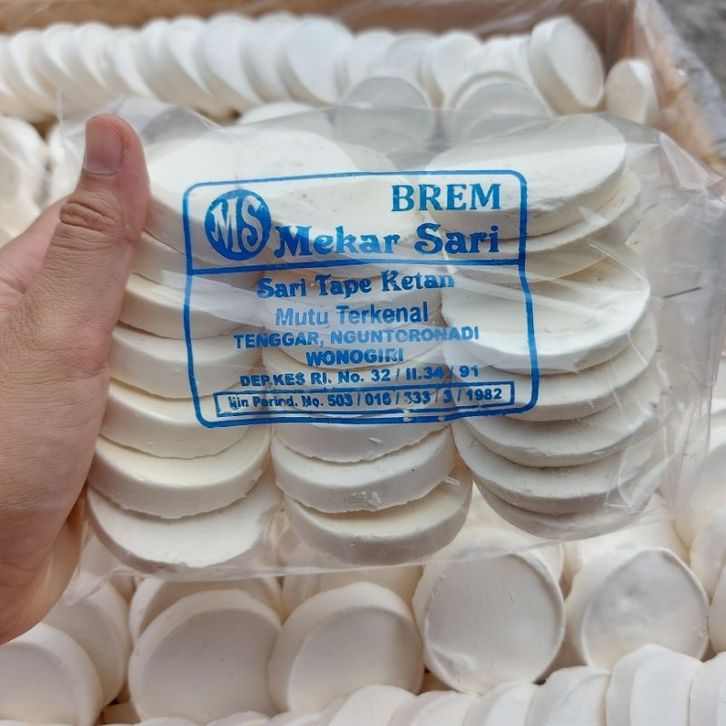 BREM
MS Mekar Sari
Sari Tape Ketan
Mutu Terkenal
TENGGAR, NGUNTORONADI
WONOGIRI
DEP.KES RI. No. 32 / II.34 / 91
Ijin Perind. No. 503 / 016 / 333 / 3 / 1982